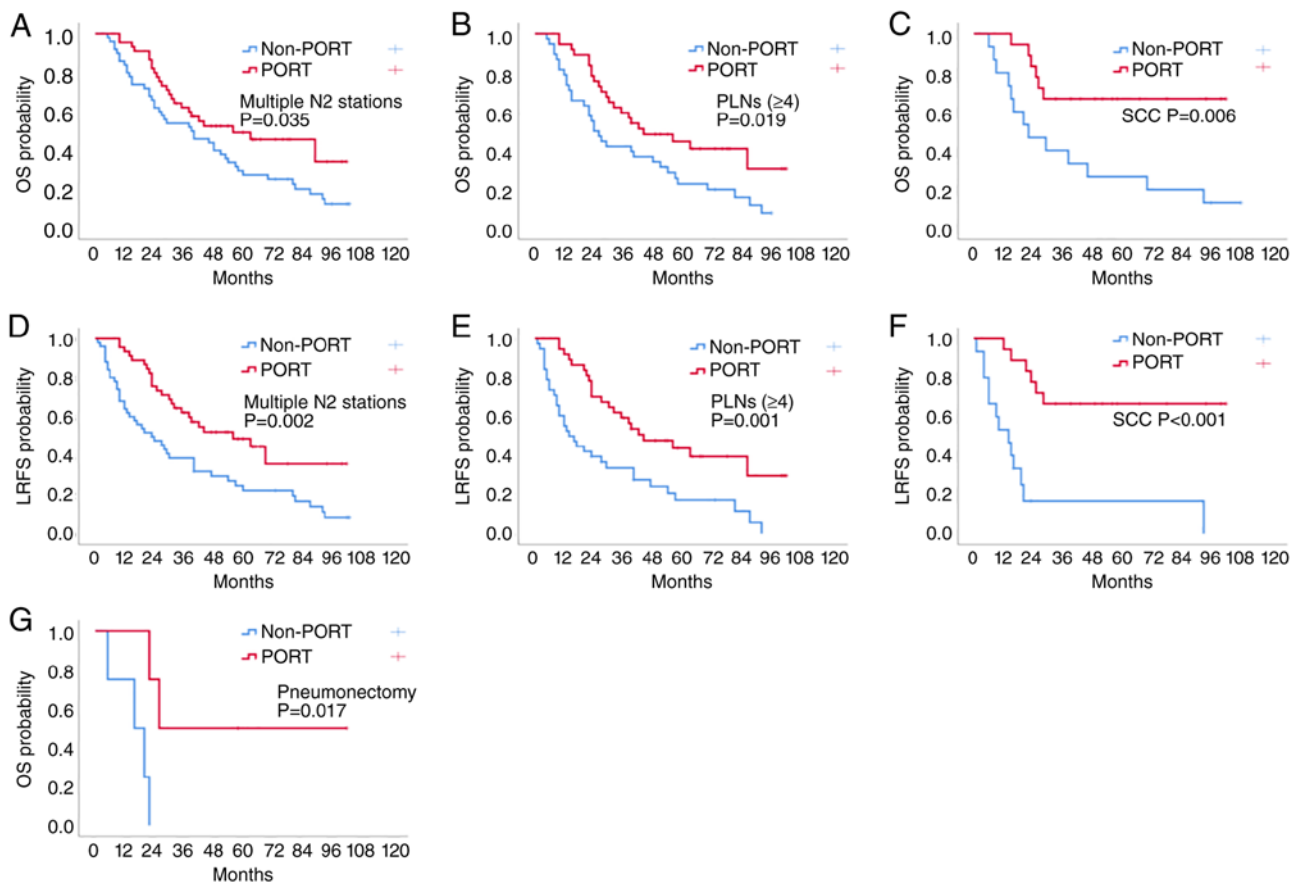 A
OS probability
1.0
0.8
0.6
0.4
0.2
0.0
Non-PORT
PORT
Multiple N2 stations
P=0.035
0 12 24 36 48 60 72 84 96 108 120
Months
B
OS probability
1.0
0.8
0.6
0.4
0.2
0.0
Non-PORT
PORT
PLNs (≥4)
P=0.019
0 12 24 36 48 60 72 84 96 108 120
Months
C
OS probability
1.0
0.8
0.6
0.4
0.2
0.0
Non-PORT
PORT
SCC P=0.006
0 12 24 36 48 60 72 84 96 108 120
Months
D
LRFS probability
1.0
0.8
0.6
0.4
0.2
0.0
Non-PORT
PORT
Multiple N2 stations
P=0.002
0 12 24 36 48 60 72 84 96 108 120
Months
E
LRFS probability
1.0
0.8
0.6
0.4
0.2
0.0
Non-PORT
PORT
PLNs (≥4)
P=0.001
0 12 24 36 48 60 72 84 96 108 120
Months
F
LRFS probability
1.0
0.8
0.6
0.4
0.2
0.0
Non-PORT
PORT
SCC P<0.001
0 12 24 36 48 60 72 84 96 108 120
Months
G
OS probability
1.0
0.8
0.6
0.4
0.2
0.0
Non-PORT
PORT
Pneumonectomy
P=0.017
0 12 24 36 48 60 72 84 96 108 120
Months